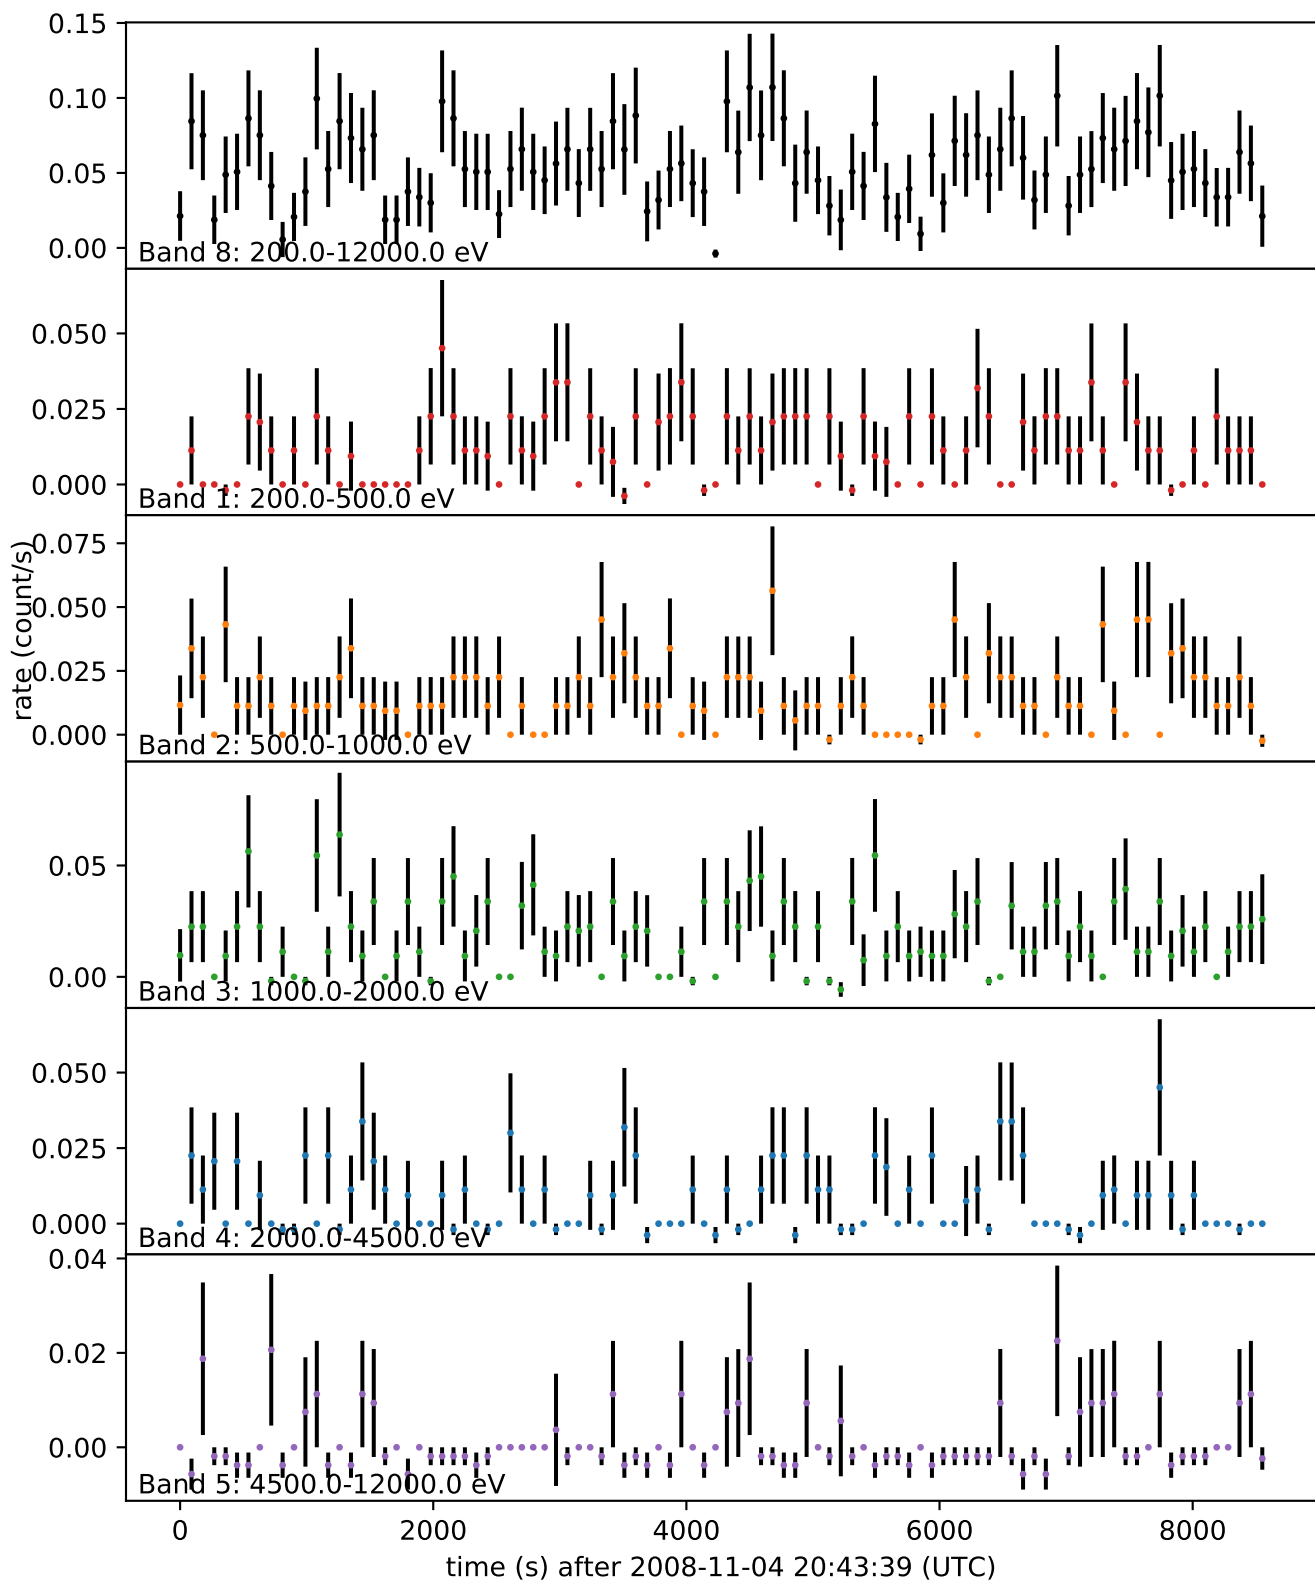 0.15
0.10
0.05
0.00
Band 8: 200.0-12000.0 eV
0.050
0.025
0.000
Band 1: 200.0-500.0 eV
rate (count/s)
0.075
0.050
0.025
0.000
Band 2: 500.0-1000.0 eV
0.05
0.00
Band 3: 1000.0-2000.0 eV
0.050
0.025
0.000
Band 4: 2000.0-4500.0 eV
0.04
0.02
0.00
Band 5: 4500.0-12000.0 eV
0 2000 4000 6000 8000
time (s) after 2008-11-04 20:43:39 (UTC)